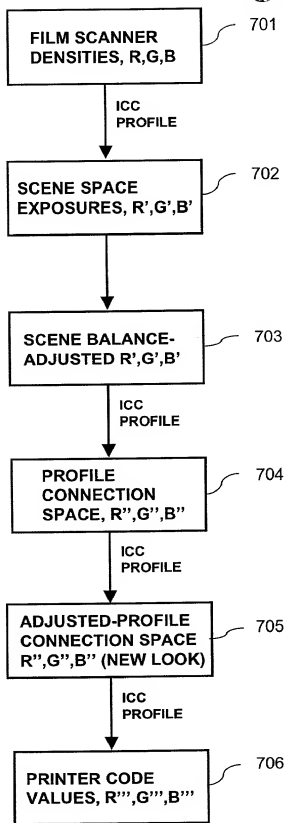 FILM SCANNER
DENSITIES, R,G,B
701
ICC
PROFILE
SCENE SPACE
EXPOSURES, R',G',B'
702
SCENE BALANCE-
ADJUSTED R',G',B'
703
ICC
PROFILE
PROFILE
CONNECTION
SPACE, R'',G'',B''
704
ICC
PROFILE
ADJUSTED-PROFILE
CONNECTION SPACE
R'',G'',B'' (NEW LOOK)
705
ICC
PROFILE
PRINTER CODE
VALUES, R''',G''',B'''
706